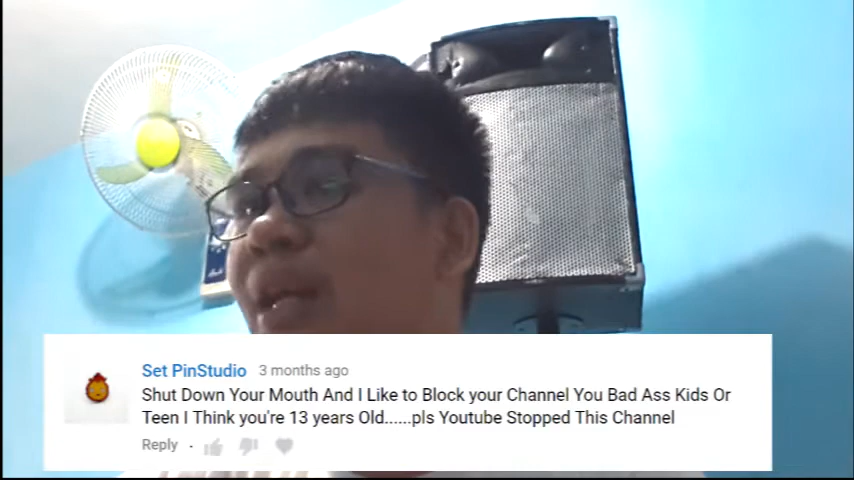 Set PinStudio 3 months ago
Shut Down Your Mouth And I Like to Block your Channel You Bad Ass Kids Or
Teen I Think you're 13 years Old......pls Youtube Stopped This Channel
Reply